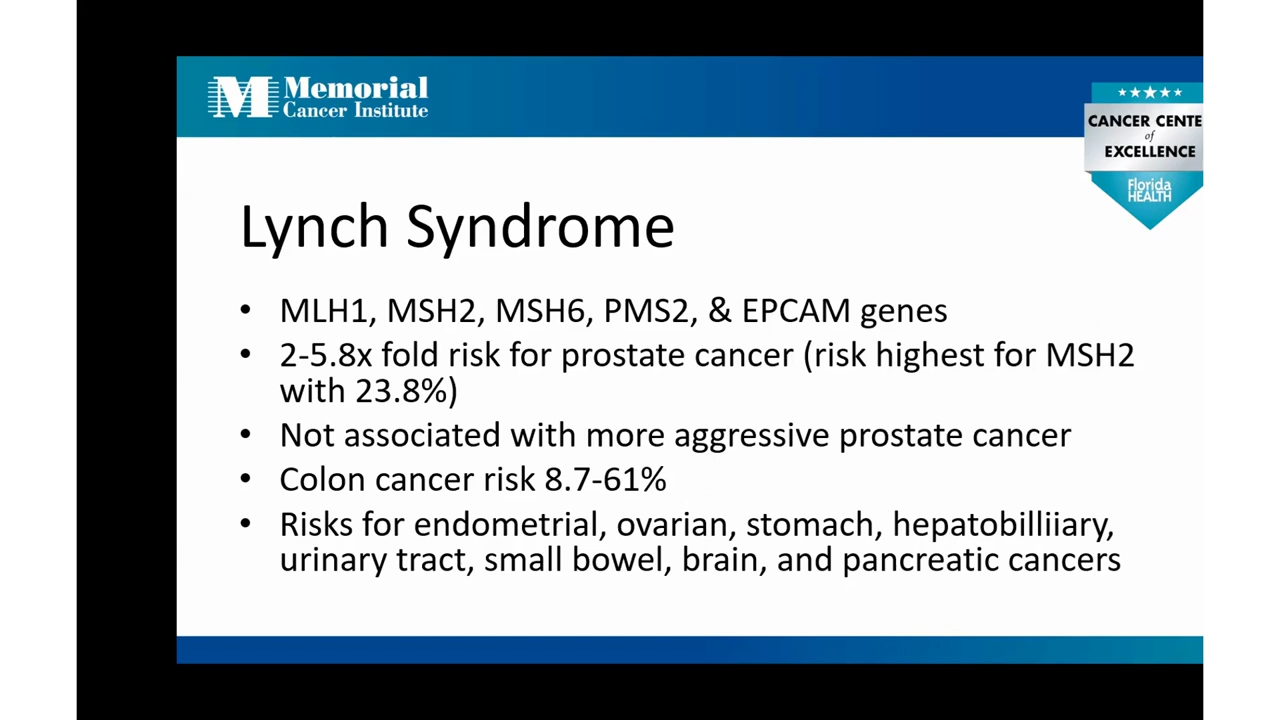 Memorial
Cancer Institute
CANCER CENTE
of
EXCELLENCE
Florida
HEALTH
Lynch Syndrome
• MLH1, MSH2, MSH6, PMS2, & EPCAM genes
• 2-5.8x fold risk for prostate cancer (risk highest for MSH2
with 23.8%)
• Not associated with more aggressive prostate cancer
• Colon cancer risk 8.7-61%
• Risks for endometrial, ovarian, stomach, hepatobilliiary,
urinary tract, small bowel, brain, and pancreatic cancers